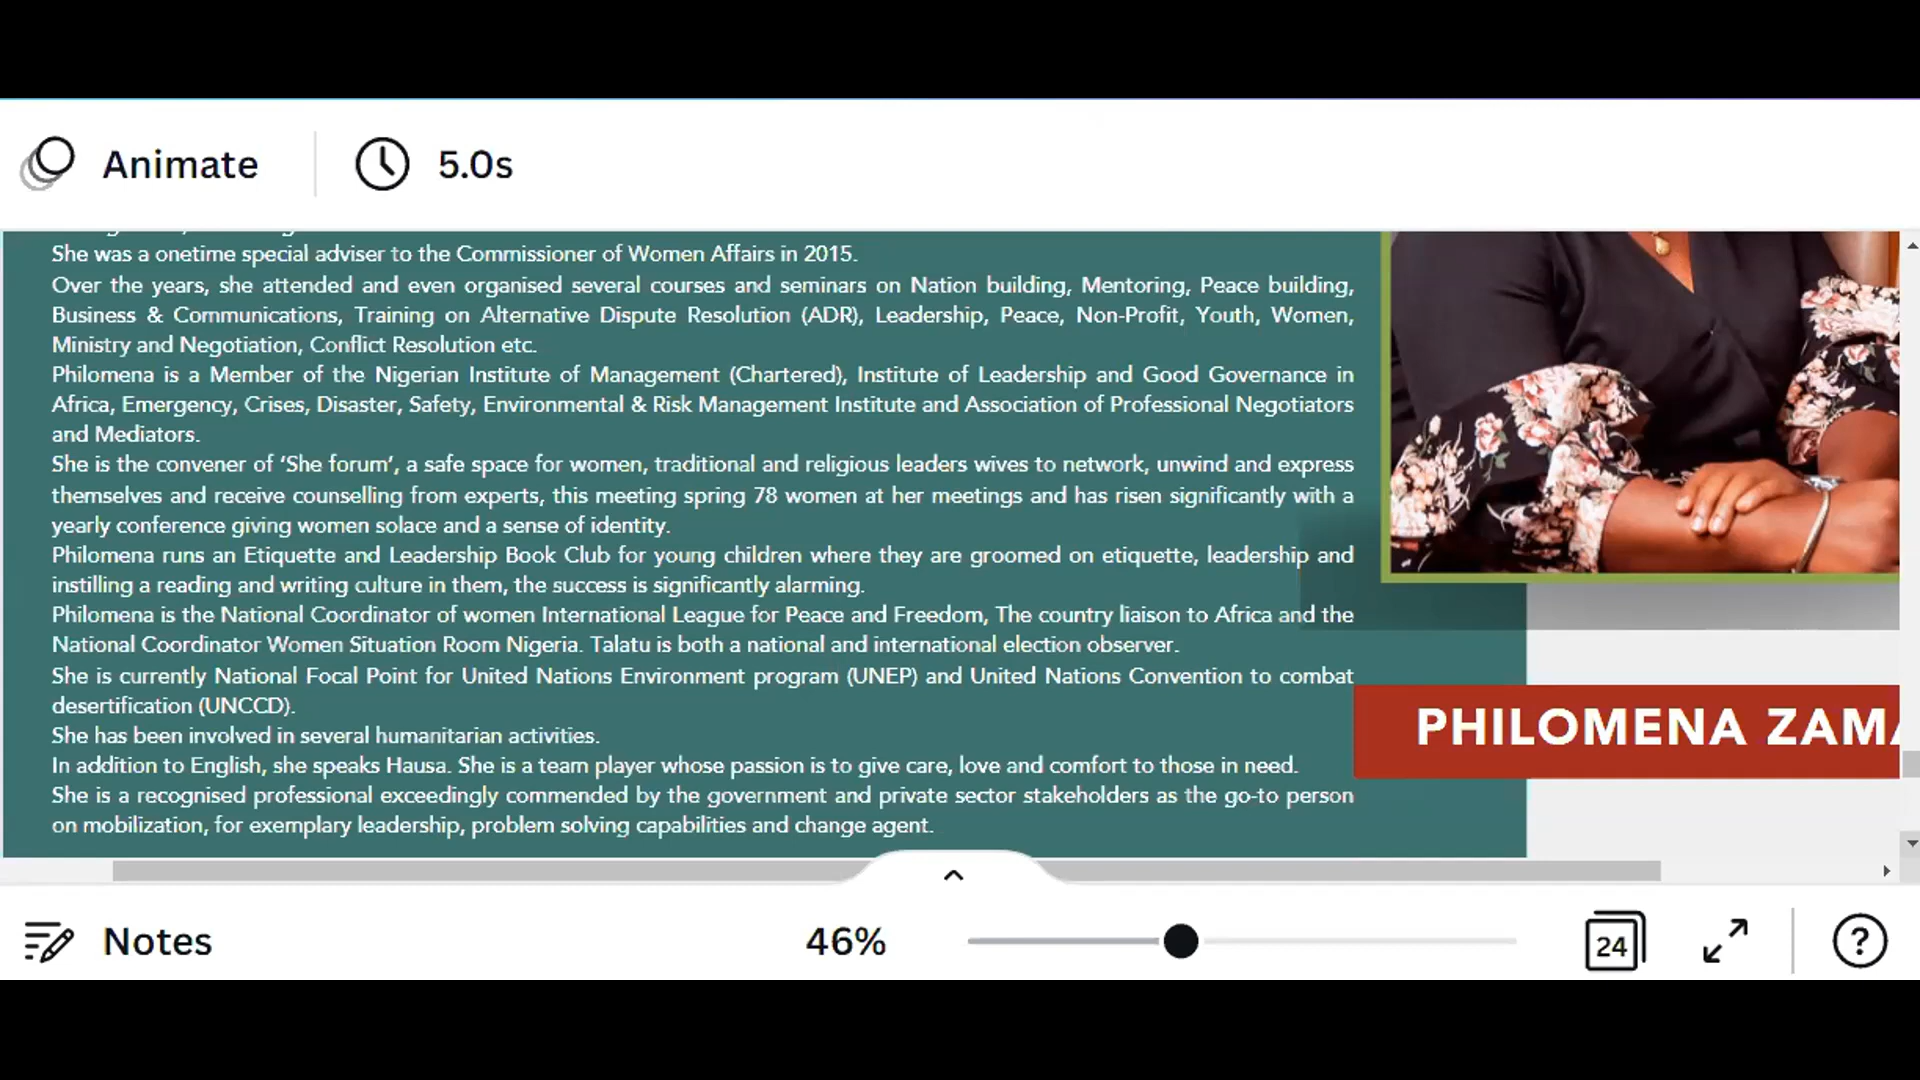 Animate
5.0s
She was a onetime special adviser to the Commissioner of Women Affairs in 2015.
Over the years, she attended and even organised several courses and seminars on Nation building, Mentoring, Peace building,
Business & Communications, Training on Alternative Dispute Resolution (ADR), Leadership, Peace, Non-Profit, Youth, Women,
Ministry and Negotiation, Conflict Resolution etc.
Philomena is a Member of the Nigerian Institute of Management (Chartered), Institute of Leadership and Good Governance in
Africa, Emergency, Crises, Disaster, Safety, Environmental & Risk Management Institute and Association of Professional Negotiators
and Mediators.
She is the convener of ‘She forum’, a safe space for women, traditional and religious leaders wives to network, unwind and express
themselves and receive counselling from experts, this meeting spring 78 women at her meetings and has risen significantly with a
yearly conference giving women solace and a sense of identity.
Philomena runs an Etiquette and Leadership Book Club for young children where they are groomed on etiquette, leadership and
instilling a reading and writing culture in them, the success is significantly alarming.
Philomena is the National Coordinator of women International League for Peace and Freedom, The country liaison to Africa and the
National Coordinator Women Situation Room Nigeria. Talatu is both a national and international election observer.
She is currently National Focal Point for United Nations Environment program (UNEP) and United Nations Convention to combat
desertification (UNCCD).
She has been involved in several humanitarian activities.
In addition to English, she speaks Hausa. She is a team player whose passion is to give care, love and comfort to those in need.
She is a recognised professional exceedingly commended by the government and private sector stakeholders as the go-to person
on mobilization, for exemplary leadership, problem solving capabilities and change agent.
PHILOMENA ZAMA
Notes
46%
24
?